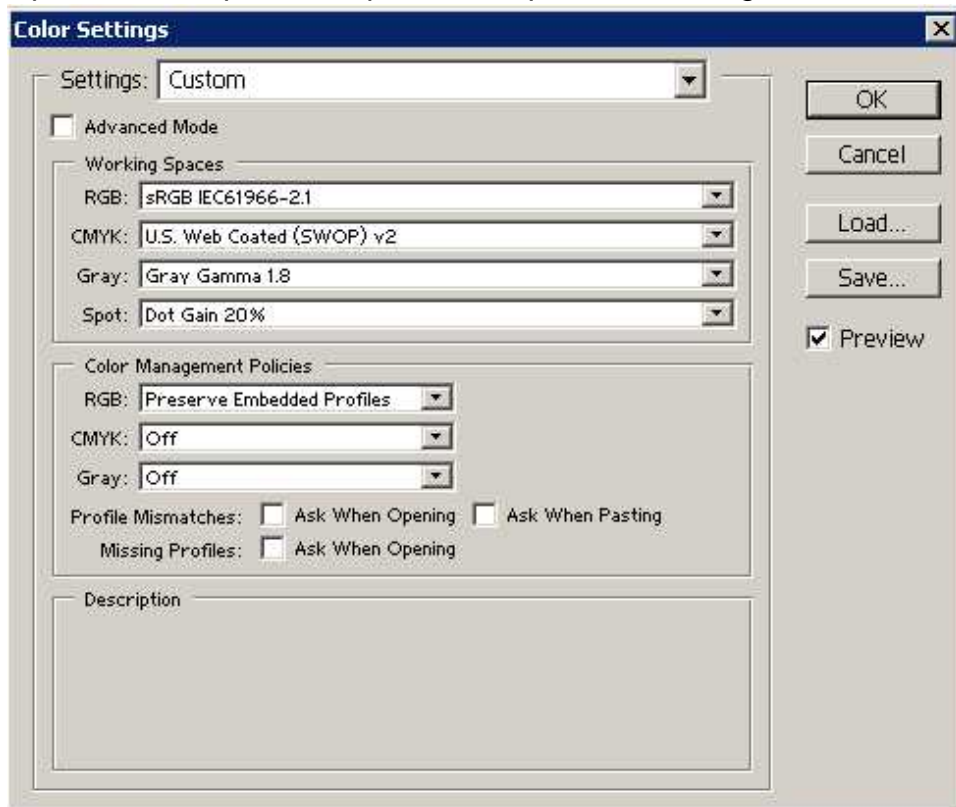 Color Settings
Settings: Custom
Advanced Mode
Working Spaces
RGB: sRGB IEC61966-2.1
CMYK: U.S. Web Coated (SWOP) v2
Gray: Gray Gamma 1.8
Spot: Dot Gain 20%
Color Management Policies
RGB: Preserve Embedded Profiles
CMYK: Off
Gray: Off
Profile Mismatches: Ask When Opening Ask When Pasting
Missing Profiles: Ask When Opening
Description
OK
Cancel
Load...
Save...
Preview